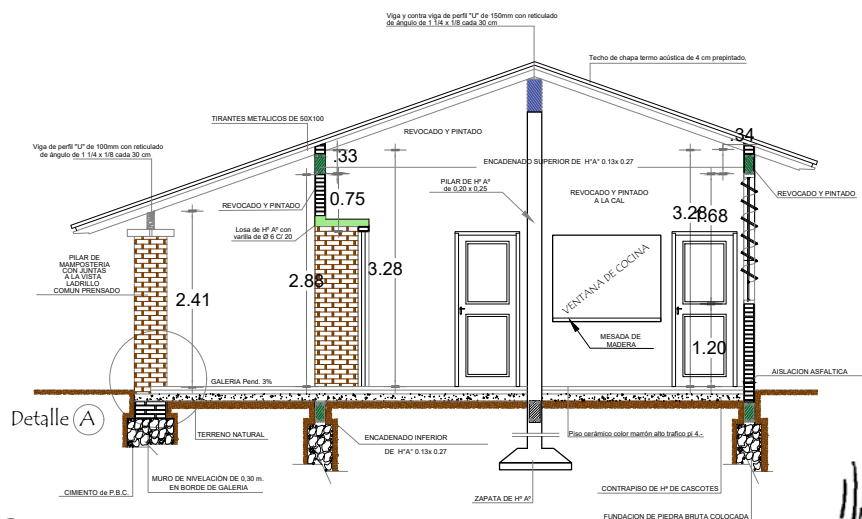 Viga y contra viga de perfil "U" de 150mm con reticulado
de ángulo de 1 1/4 x 1/8 cada 30 cm
Techo de chapa termo acústica de 4 cm prepintado,
TIRANTES METALICOS DE 50X100
REVOCADO Y PINTADO
.34
Viga de perfil "U" de 100mm con reticulado
de ángulo de 1 1/4 x 1/8 cada 30 cm
.33
ENCADENADO SUPERIOR DE H"A" 0.13x 0.27
PILAR DE Hº Aº
de 0,20 x 0,25
REVOCADO Y PINTADO
A LA CAL
REVOCADO Y PINTADO
REVOCADO Y PINTADO
0.75
3.28
1.68
Losa de Hº Aº con
varilla de Ø 6 C/ 20
PILAR DE
MAMPOSTERIA
CON JUNTAS
A LA VISTA
LADRILLO
COMUN PRENSADO
2.41
2.88
3.28
VENTANA DE COCINA
MESADA DE
MADERA
1.20
AISLACION ASFALTICA
GALERIA Pend. 3%
Detalle A
TERRENO NATURAL
ENCADENADO INFERIOR
DE H"A" 0.13x 0.27
Piso cerámico color marrón alto trafico pi 4.-
CIMIENTO de P.B.C.
MURO DE NIVELACIÓN DE 0,30 m.
EN BORDE DE GALERIA
ZAPATA DE Hº Aº
CONTRAPISO DE Hº DE CASCOTES
FUNDACION DE PIEDRA BRUTA COLOCADA